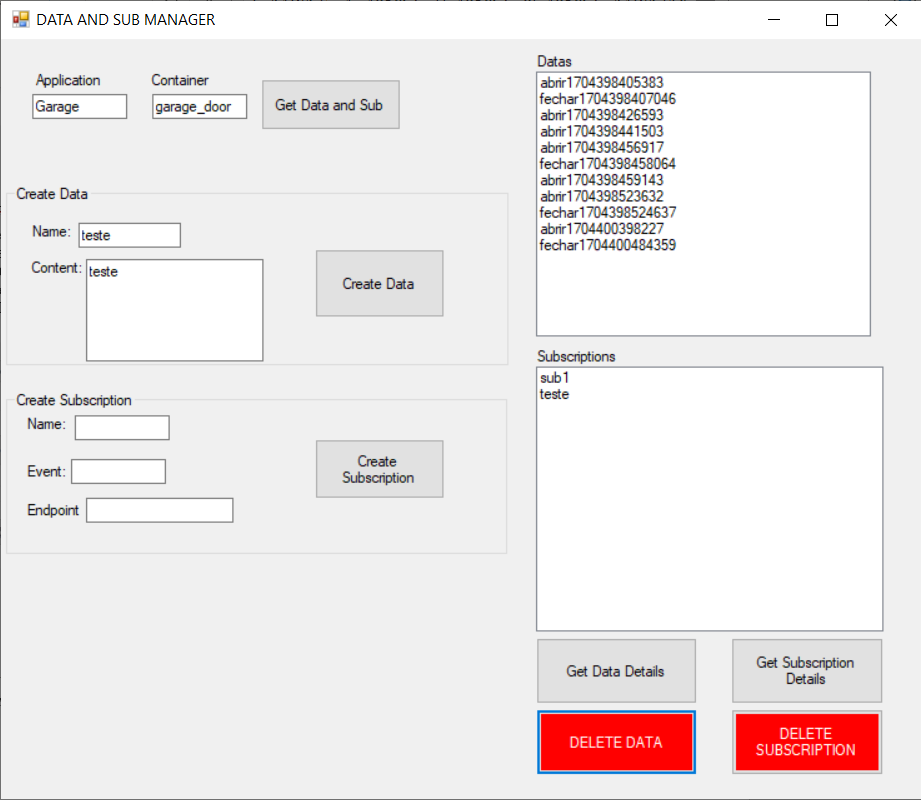 DATA AND SUB MANAGER
Application
Container
Garage
garage_door
Get Data and Sub
Create Data
Name:
teste
Content:
teste
Create Data
Create Subscription
Name:
Event:
Endpoint
Create
Subscription
Datas
abrir1704398405383
fechar1704398407046
abrir1704398426593
abrir1704398441503
abrir1704398456917
fechar1704398458064
abrir1704398459143
abrir1704398523632
fechar1704398524637
abrir1704400398227
fechar1704400484359
Subscriptions
sub1
teste
Get Data Details
Get Subscription
Details
DELETE DATA
DELETE
SUBSCRIPTION